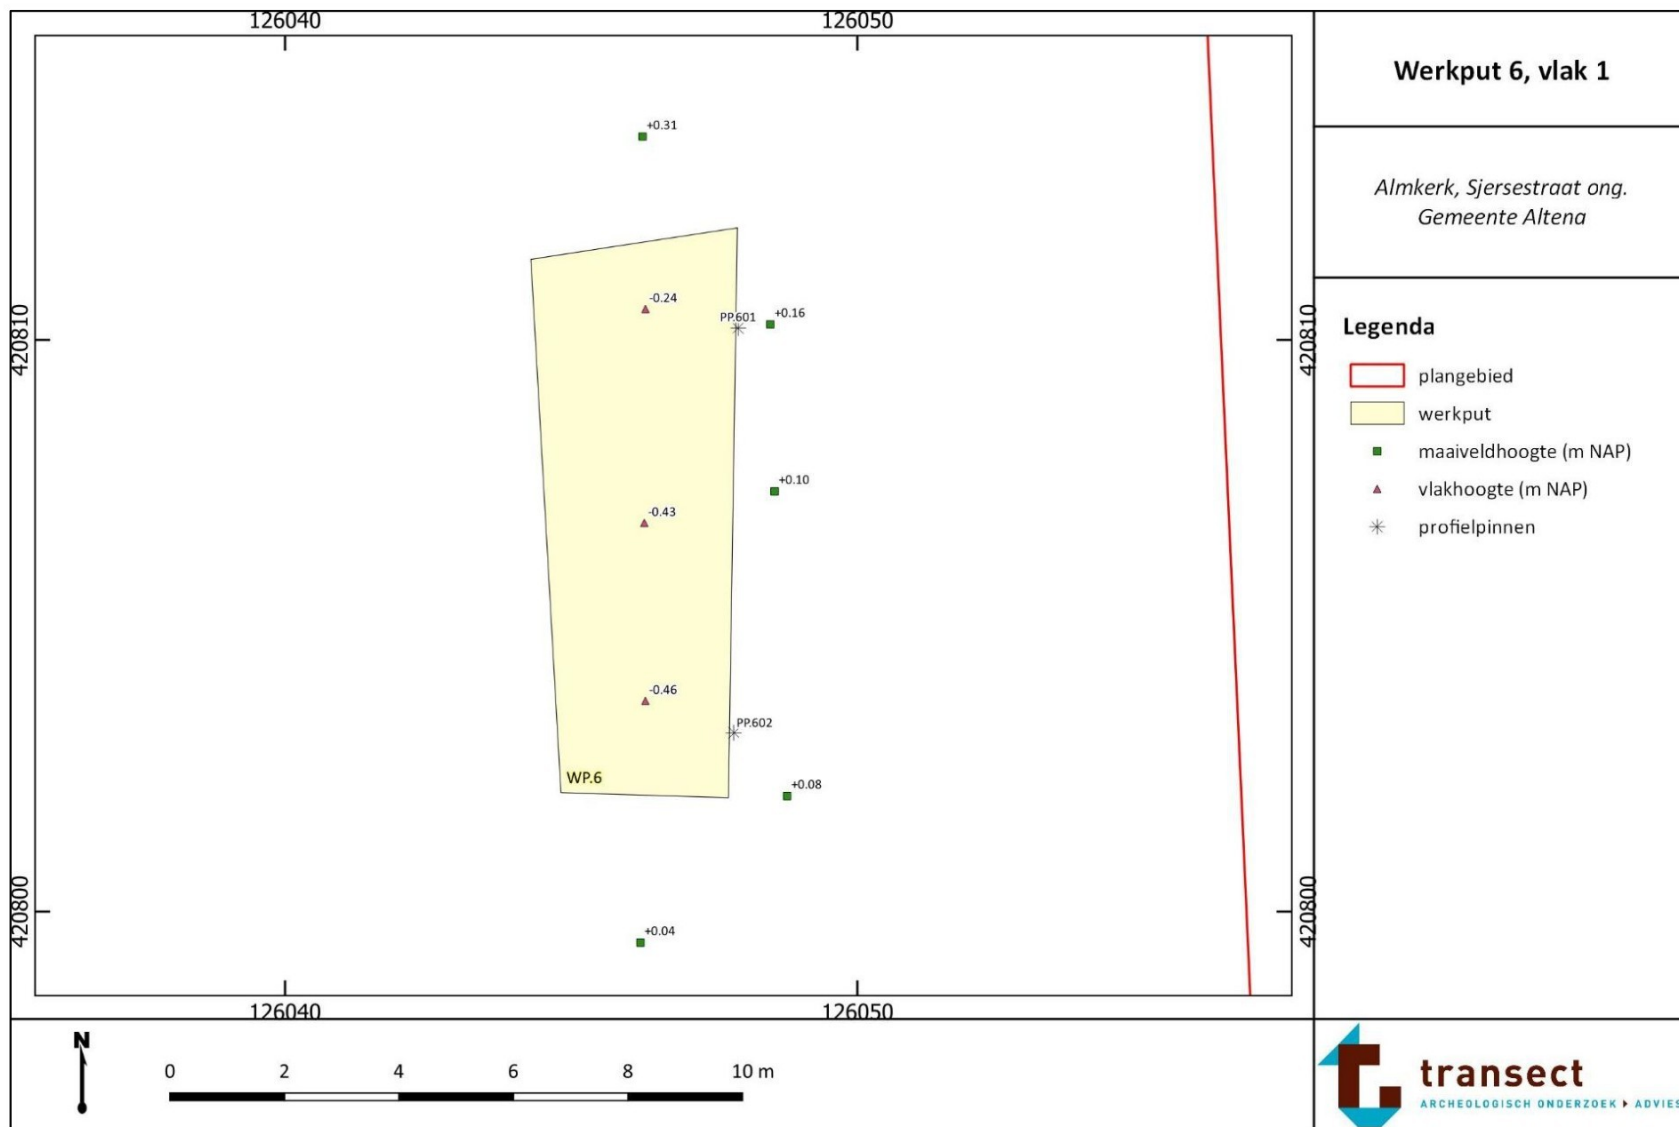 126040
126050
+0.31
-0.24
PP.601
+0.16
420810
420810
+0.10
-0.43
-0.46
PP.602
WP.6
+0.08
420800
420800
+0.04
126040
126050
N
0 2 4 6 8 10 m
Werkput 6, vlak 1
Almkerk, Sjersestraat ong.
Gemeente Altena
Legenda
plangebied
werkput
maaiveldhoogte (m NAP)
vlakhoogte (m NAP)
profielpinnen
transect
ARCHEOLOGISCH ONDERZOEK ▸ ADVIES